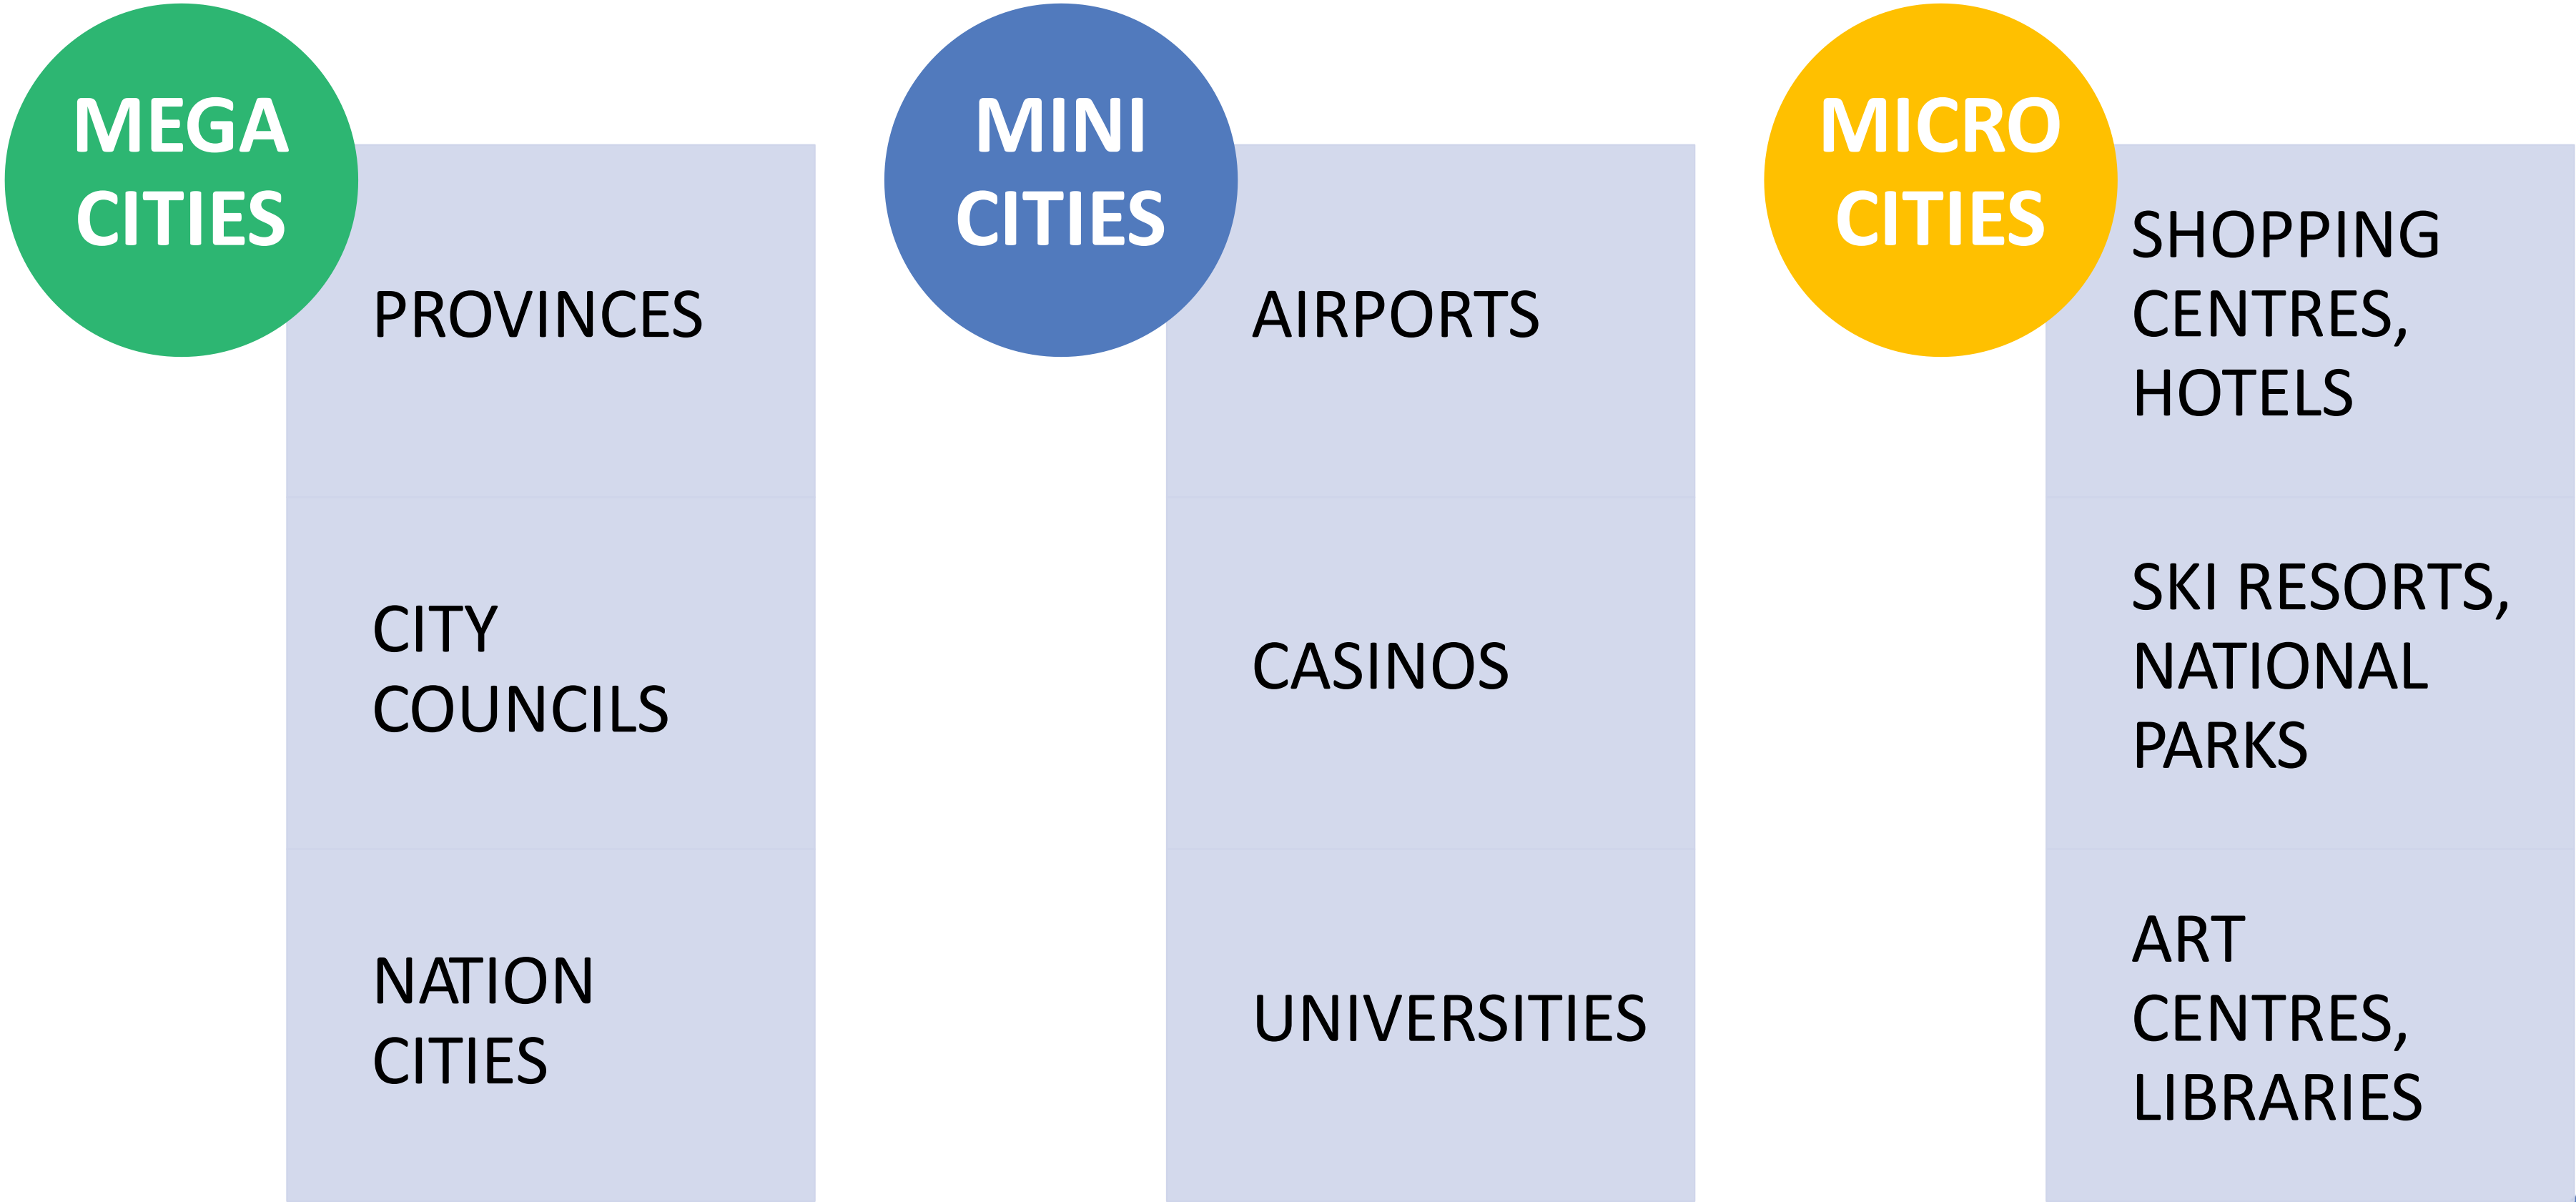 MEGA
CITIES
PROVINCES
CITY
COUNCILS
NATION
CITIES
MINI
CITIES
AIRPORTS
CASINOS
UNIVERSITIES
MICRO
CITIES
SHOPPING
CENTRES,
HOTELS
SKI RESORTS,
NATIONAL
PARKS
ART
CENTRES,
LIBRARIES